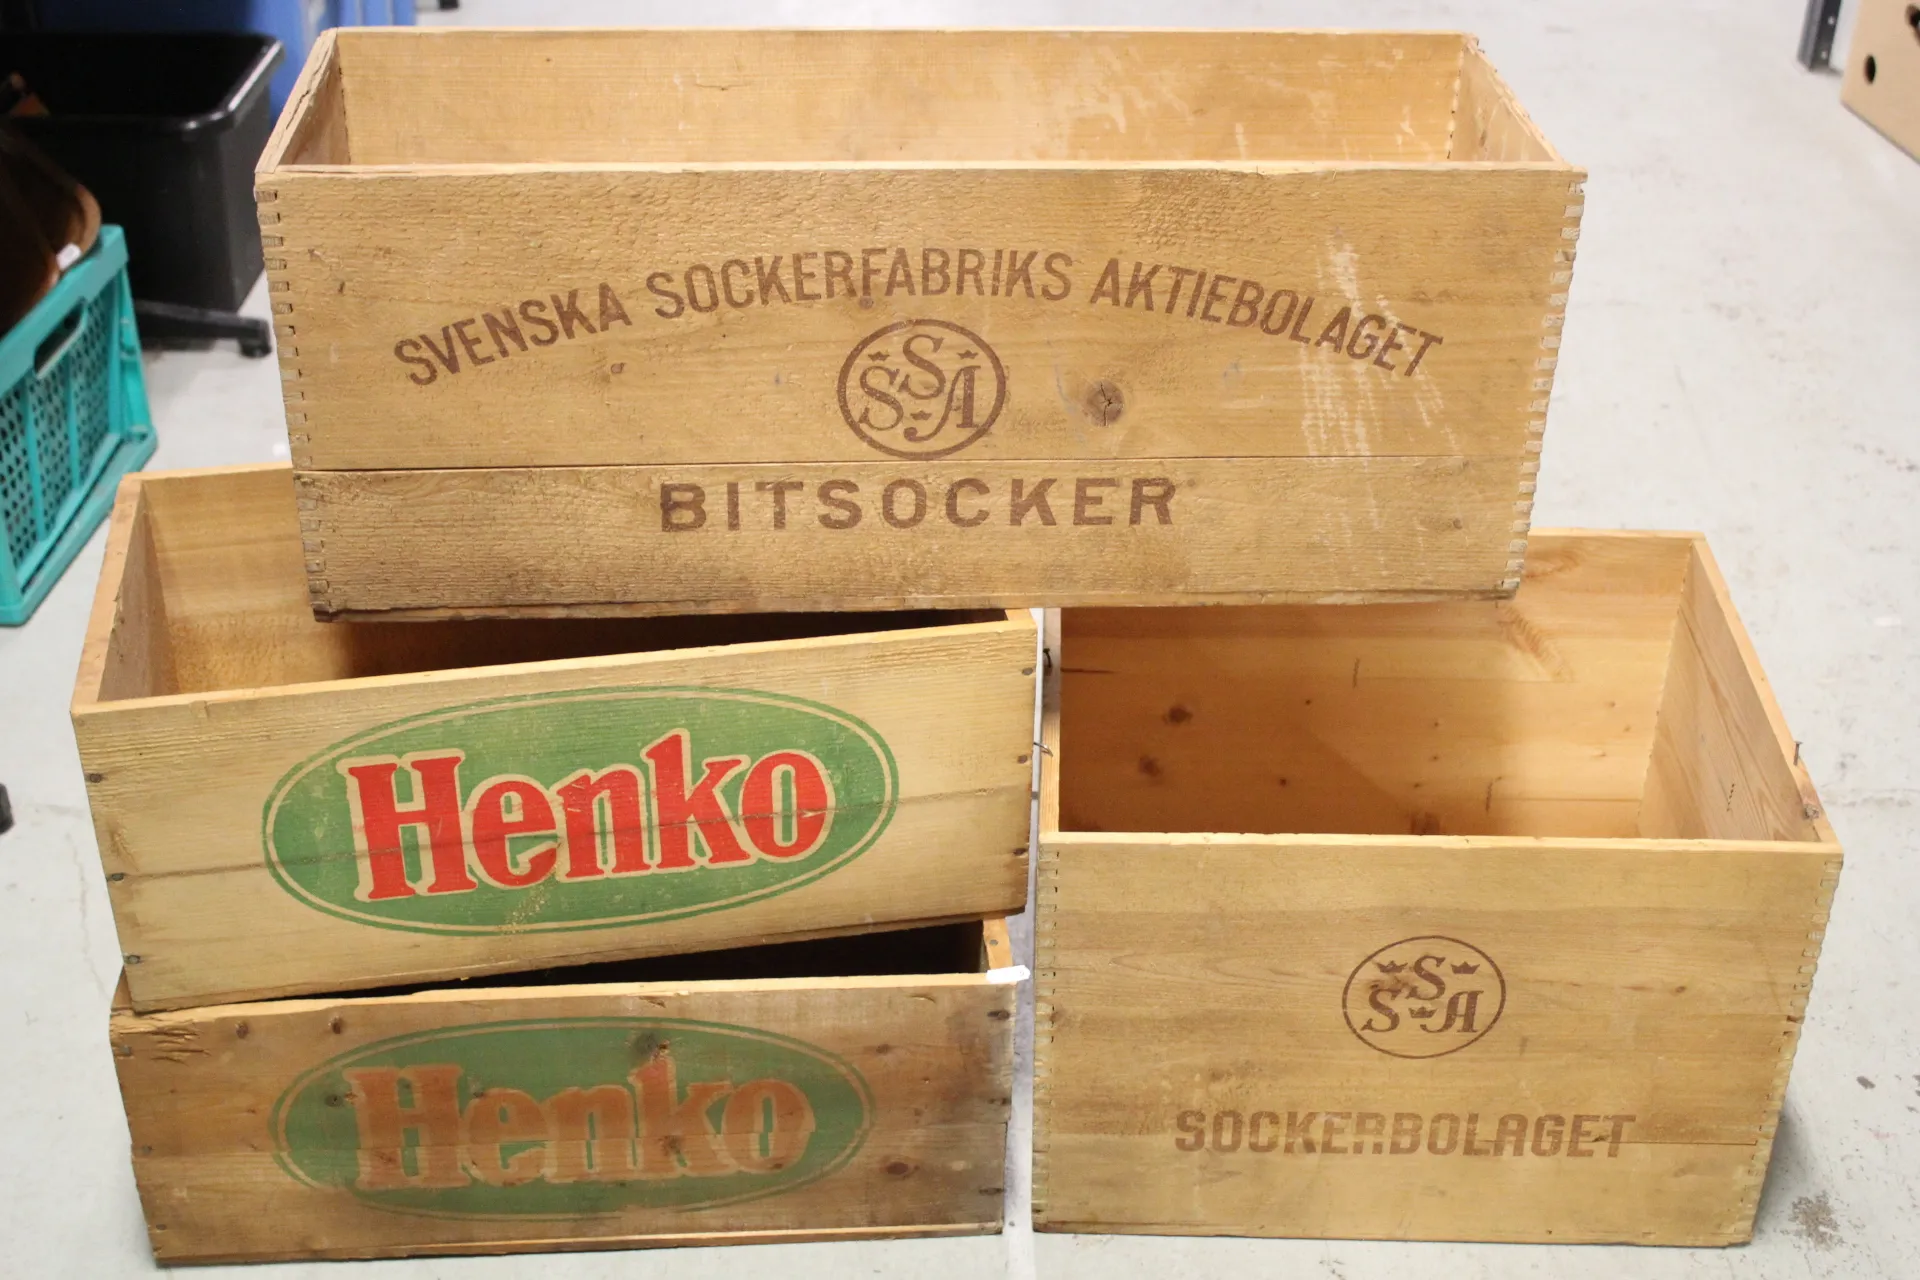 SVENSKA SOCKERFABRIKS AKTIEBOLAGET
SSA
BITSOCKER
Henko
Henko
SSA
SOCKERBOLAGET